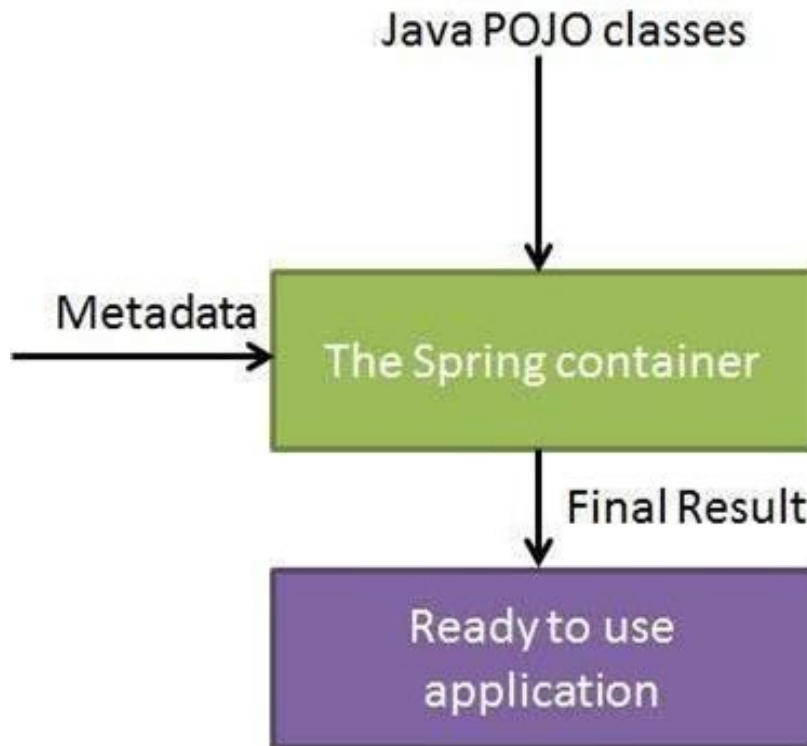 Java POJO classes
Metadata
The Spring container
Final Result
Ready to use
application